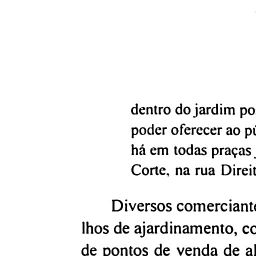 dentro do jardim po
poder oferecer ao pú
há em todas praças
Corte, na rua Direit
Diversos comerciante
lhos de ajardinamento, co
de pontos de venda de al